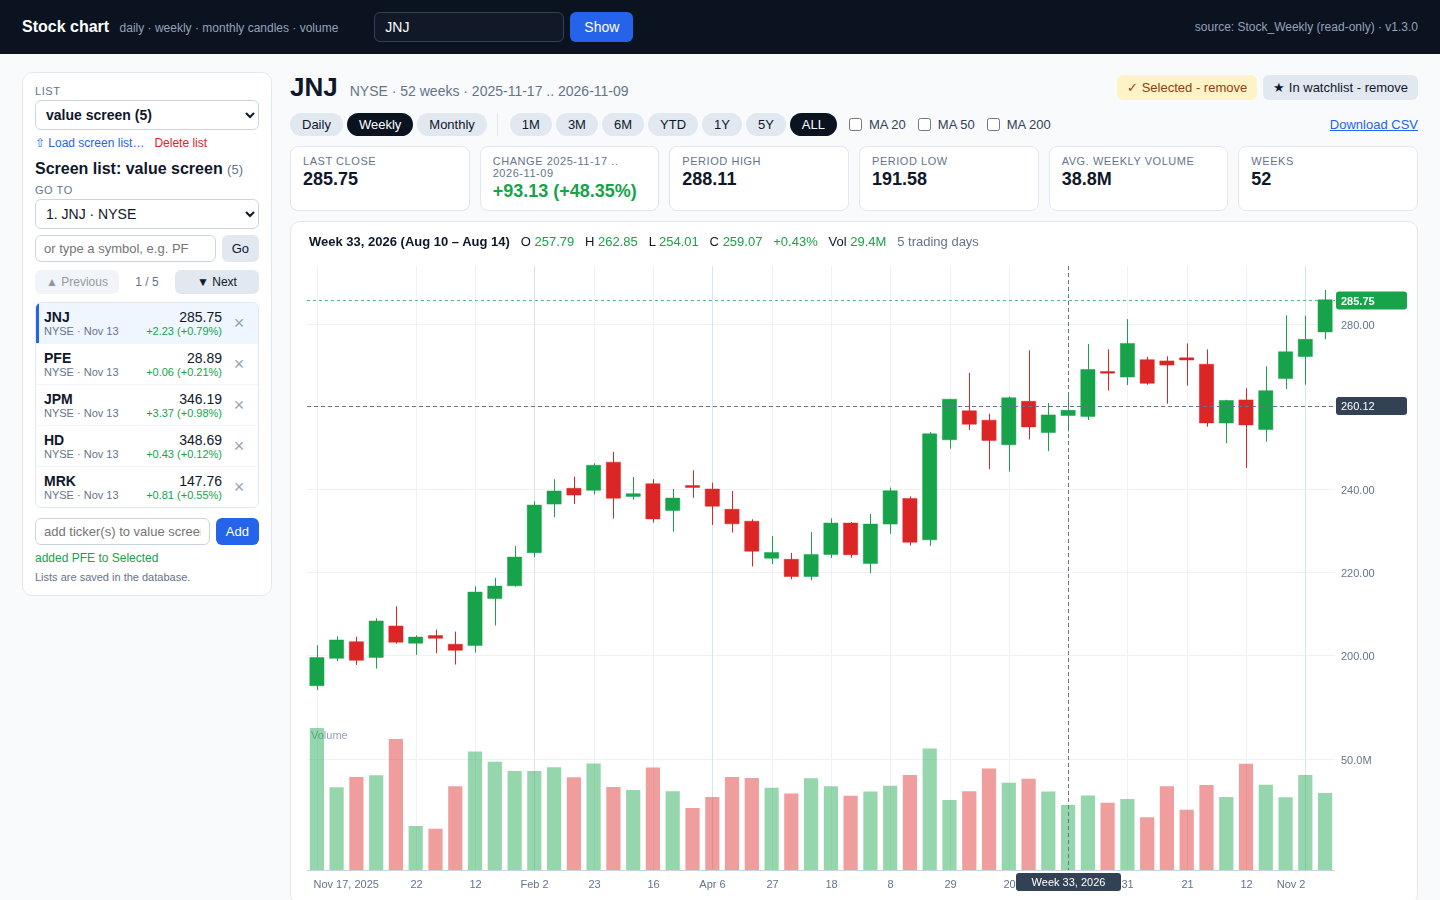 Stock chart daily · weekly · monthly candles · volume JNJ Show source: Stock_Weekly (read-only) · v1.3.0
LIST
value screen (5)
⇧ Load screen list… Delete list
Screen list: value screen (5)
GO TO
1. JNJ · NYSE
or type a symbol, e.g. PF Go
▲ Previous 1 / 5 ▼ Next
JNJ 285.75 ×
NYSE · Nov 13 +2.23 (+0.79%)
PFE 28.89 ×
NYSE · Nov 13 +0.06 (+0.21%)
JPM 346.19 ×
NYSE · Nov 13 +3.37 (+0.98%)
HD 348.69 ×
NYSE · Nov 13 +0.43 (+0.12%)
MRK 147.76 ×
NYSE · Nov 13 +0.81 (+0.55%)
add ticker(s) to value scree Add
added PFE to Selected
Lists are saved in the database.
JNJ NYSE · 52 weeks · 2025-11-17 .. 2026-11-09 ✓ Selected - remove ★ In watchlist - remove
Daily Weekly Monthly 1M 3M 6M YTD 1Y 5Y ALL MA 20 MA 50 MA 200 Download CSV
LAST CLOSE
285.75
CHANGE 2025-11-17 ..
2026-11-09
+93.13 (+48.35%)
PERIOD HIGH
288.11
PERIOD LOW
191.58
AVG. WEEKLY VOLUME
38.8M
WEEKS
52
Week 33, 2026 (Aug 10 – Aug 14) O 257.79 H 262.85 L 254.01 C 259.07 +0.43% Vol 29.4M 5 trading days
285.75
280.00
260.12
240.00
220.00
200.00
Volume
50.0M
Nov 17, 2025 22 12 Feb 2 23 16 Apr 6 27 18 8 29 20 Week 33, 2026 31 21 12 Nov 2